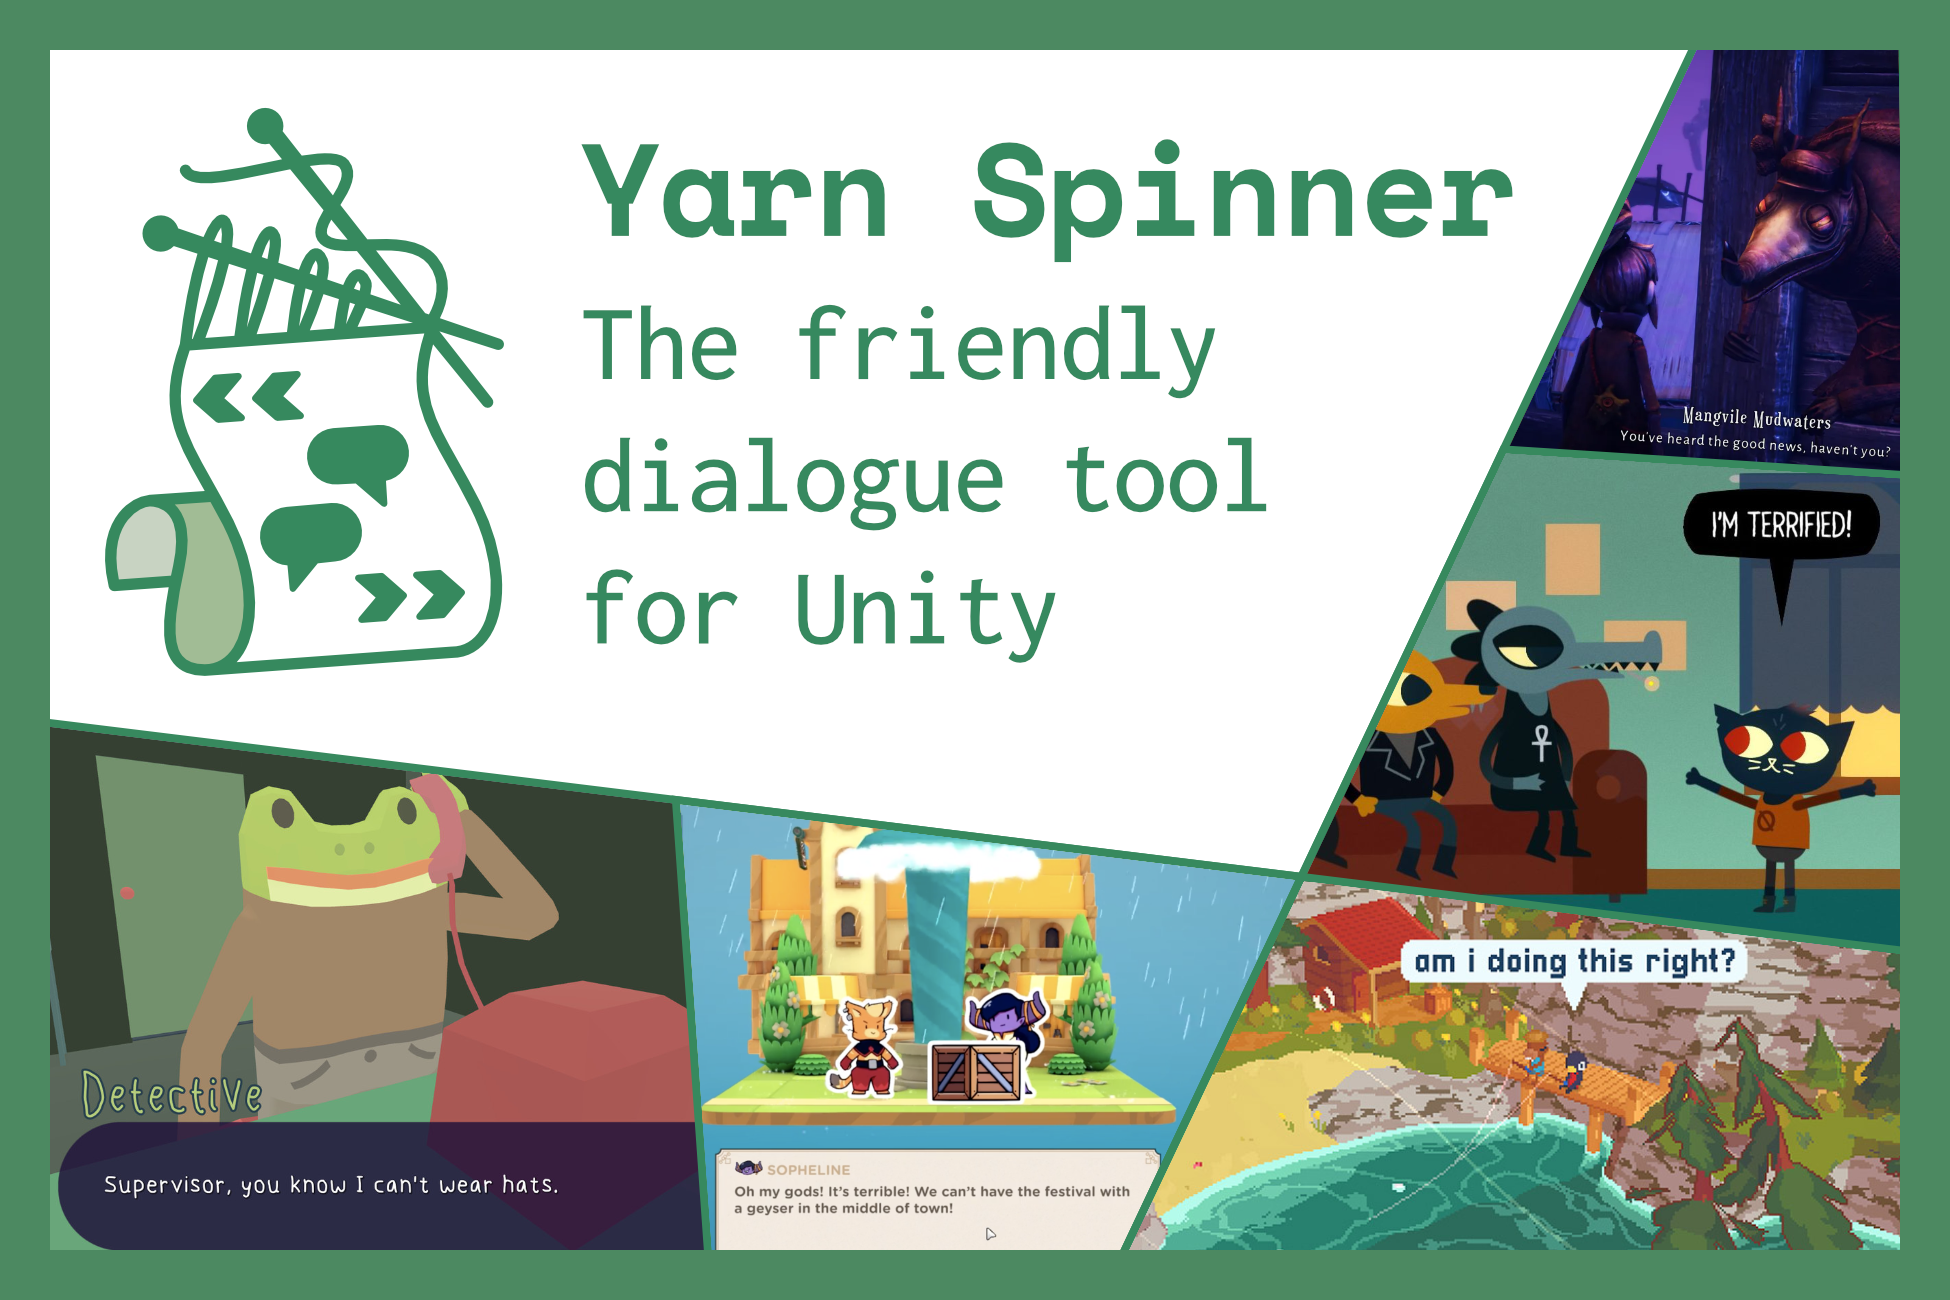 Yarn Spinner
The friendly
dialogue tool
for Unity
Mangvile Mudwaters
You've heard the good news, haven't you?
I'M TERRIFIED!
Detective
Supervisor, you know I can't wear hats.
SOPHELINE
Oh my gods! It's terrible! We can't have the festival with
a geyser in the middle of town!
am i doing this right?